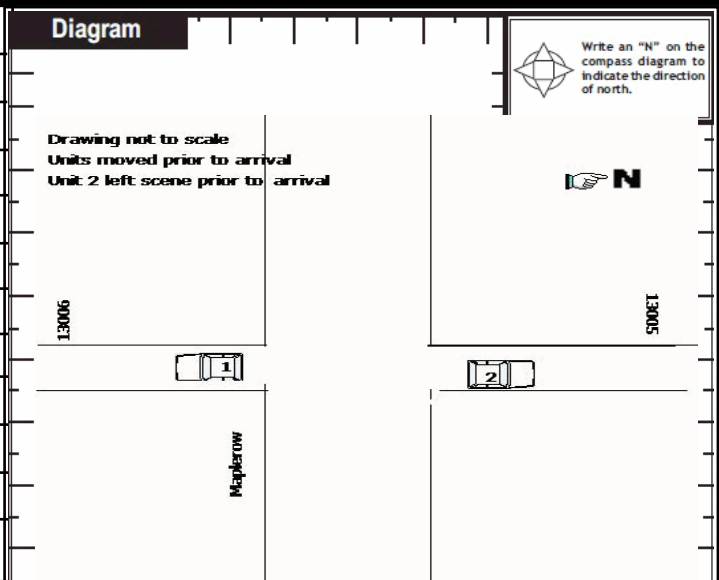 Diagram
Write an "N" on the
compass diagram to
indicate the direction
of north.
Drawing not to scale
Units moved prior to arrival
Unit 2 left scene prior to arrival
N
13006
13005
1
2
Maplerow